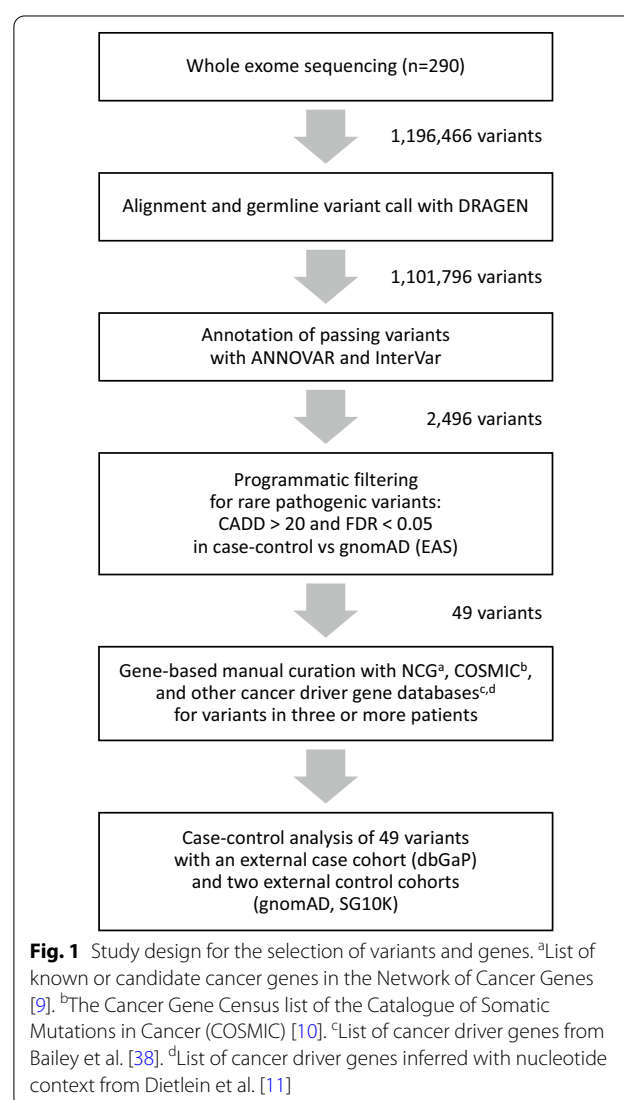 Whole exome sequencing (n=290)
1,196,466 variants
Alignment and germline variant call with DRAGEN
1,101,796 variants
Annotation of passing variants
with ANNOVAR and InterVar
2,496 variants
Programmatic filtering
for rare pathogenic variants:
CADD > 20 and FDR < 0.05
in case-control vs gnomAD (EAS)
49 variants
Gene-based manual curation with NCGa, COSMICb,
and other cancer driver gene databasesc,d
for variants in three or more patients
Case-control analysis of 49 variants
with an external case cohort (dbGaP)
and two external control cohorts
(gnomAD, SG10K)
Fig. 1 Study design for the selection of variants and genes. aList of
known or candidate cancer genes in the Network of Cancer Genes
[9]. bThe Cancer Gene Census list of the Catalogue of Somatic
Mutations in Cancer (COSMIC) [10]. cList of cancer driver genes from
Bailey et al. [38]. dList of cancer driver genes inferred with nucleotide
context from Dietlein et al. [11]